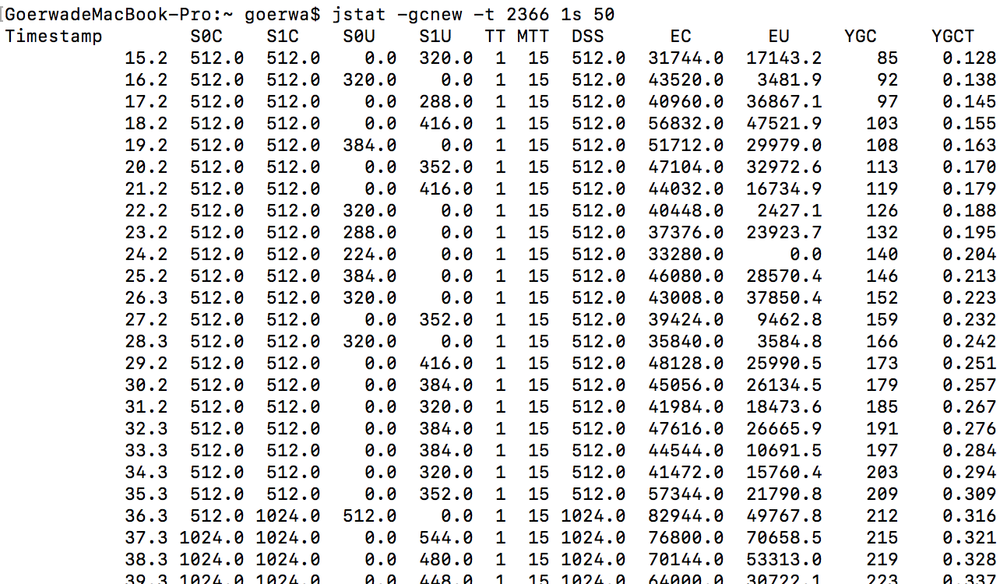 GoerwadeMacBook-Pro:~ goerwa$ jstat -gcnew -t 2366 1s 50
Timestamp S0C S1C S0U S1U TT MTT DSS EC EU YGC YGCT
15.2 512.0 512.0 0.0 320.0 1 15 512.0 31744.0 17143.2 85 0.128
16.2 512.0 512.0 320.0 0.0 1 15 512.0 43520.0 3481.9 92 0.138
17.2 512.0 512.0 0.0 288.0 1 15 512.0 40960.0 36867.1 97 0.145
18.2 512.0 512.0 0.0 416.0 1 15 512.0 56832.0 47521.9 103 0.155
19.2 512.0 512.0 384.0 0.0 1 15 512.0 51712.0 29979.0 108 0.163
20.2 512.0 512.0 0.0 352.0 1 15 512.0 47104.0 32972.6 113 0.170
21.2 512.0 512.0 0.0 416.0 1 15 512.0 44032.0 16734.9 119 0.179
22.2 512.0 512.0 320.0 0.0 1 15 512.0 40448.0 2427.1 126 0.188
23.2 512.0 512.0 288.0 0.0 1 15 512.0 37376.0 23923.7 132 0.195
24.2 512.0 512.0 224.0 0.0 1 15 512.0 33280.0 0.0 140 0.204
25.2 512.0 512.0 384.0 0.0 1 15 512.0 46080.0 28570.4 146 0.213
26.3 512.0 512.0 320.0 0.0 1 15 512.0 43008.0 37850.4 152 0.223
27.2 512.0 512.0 0.0 352.0 1 15 512.0 39424.0 9462.8 159 0.232
28.3 512.0 512.0 320.0 0.0 1 15 512.0 35840.0 3584.8 166 0.242
29.2 512.0 512.0 0.0 416.0 1 15 512.0 48128.0 25990.5 173 0.251
30.2 512.0 512.0 0.0 384.0 1 15 512.0 45056.0 26134.5 179 0.257
31.2 512.0 512.0 0.0 320.0 1 15 512.0 41984.0 18473.6 185 0.267
32.3 512.0 512.0 0.0 384.0 1 15 512.0 47616.0 26665.9 191 0.276
33.3 512.0 512.0 0.0 384.0 1 15 512.0 44544.0 10691.5 197 0.284
34.3 512.0 512.0 0.0 320.0 1 15 512.0 41472.0 15760.4 203 0.294
35.3 512.0 512.0 0.0 352.0 1 15 512.0 57344.0 21790.8 209 0.309
36.3 512.0 1024.0 512.0 0.0 1 15 1024.0 82944.0 49767.8 212 0.316
37.3 1024.0 1024.0 0.0 544.0 1 15 1024.0 76800.0 70658.5 215 0.321
38.3 1024.0 1024.0 0.0 480.0 1 15 1024.0 70144.0 53313.0 219 0.328
39.3 1024.0 1024.0 0.0 448.0 1 15 1024.0 64000.0 30722.1 223 0.337